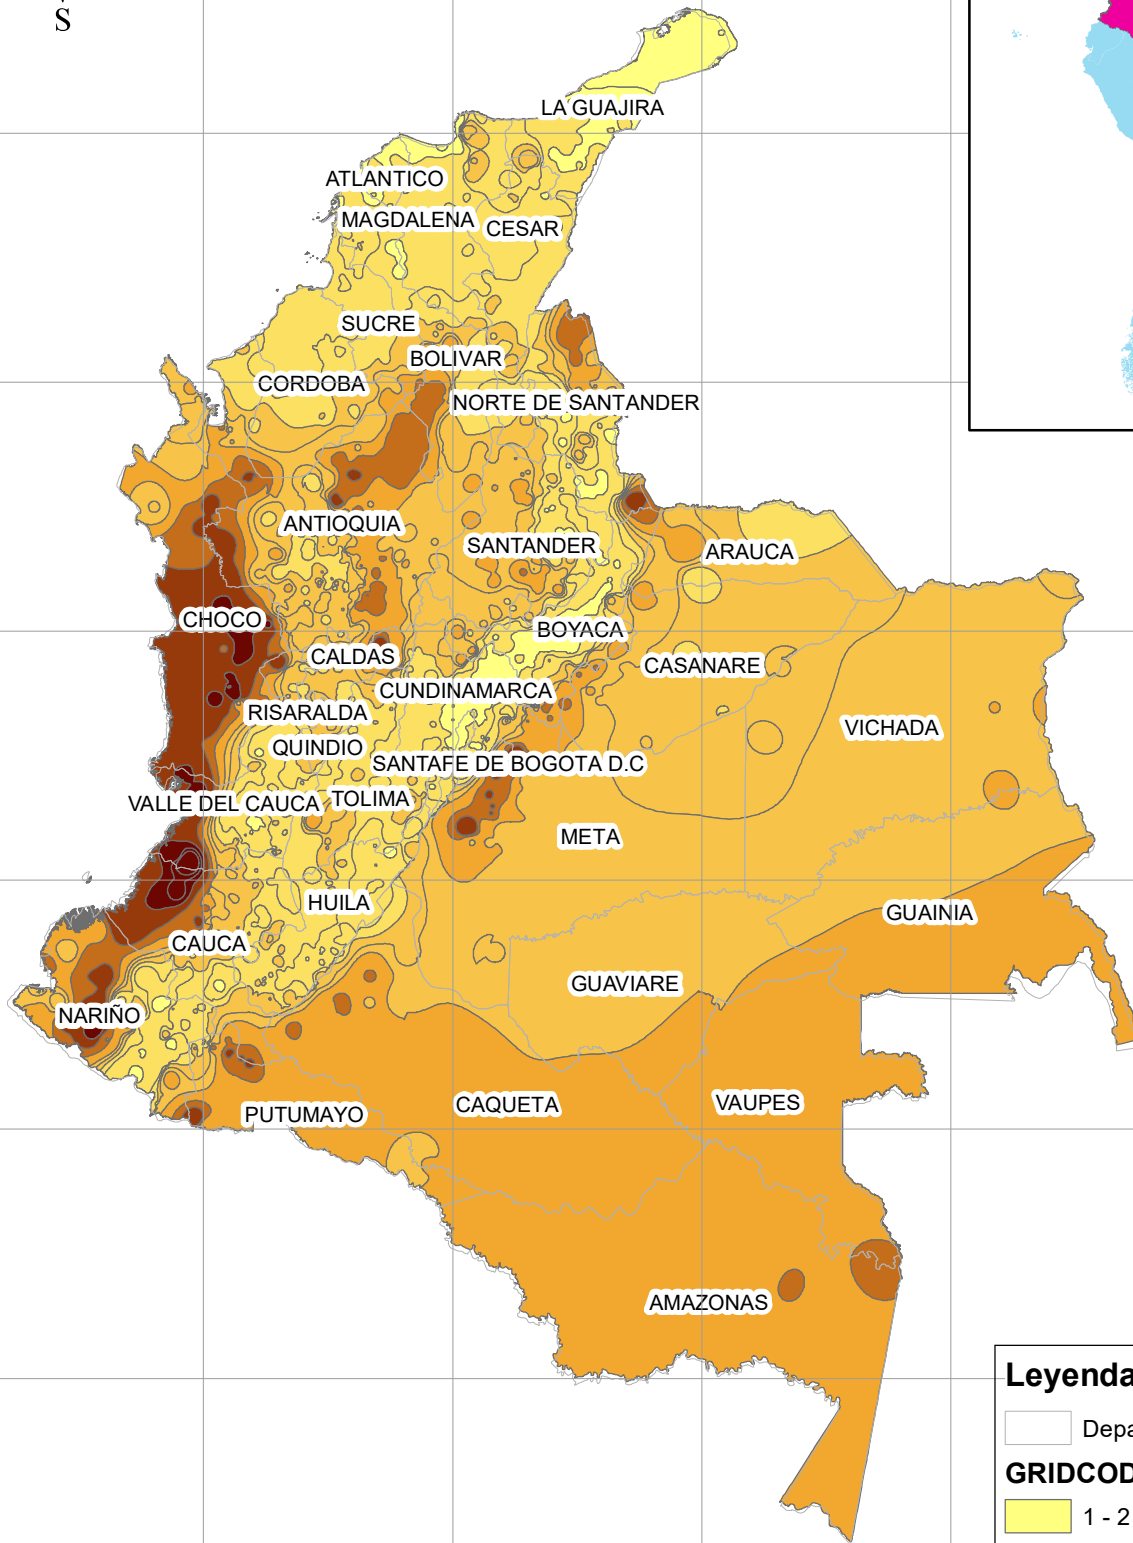 S
LA GUAJIRA
ATLANTICO
MAGDALENA
CESAR
SUCRE
BOLIVAR
CORDOBA
NORTE DE SANTANDER
ANTIOQUIA
SANTANDER
ARAUCA
CHOCO
BOYACA
CALDAS
CASANARE
CUNDINAMARCA
RISARALDA
VICHADA
QUINDIO
SANTAFE DE BOGOTA D.C
VALLE DEL CAUCA
TOLIMA
META
HUILA
GUAINIA
CAUCA
GUAVIARE
NARIÑO
CAQUETA
VAUPES
PUTUMAYO
AMAZONAS
Leyenda
Depa
GRIDCOD
1 - 2